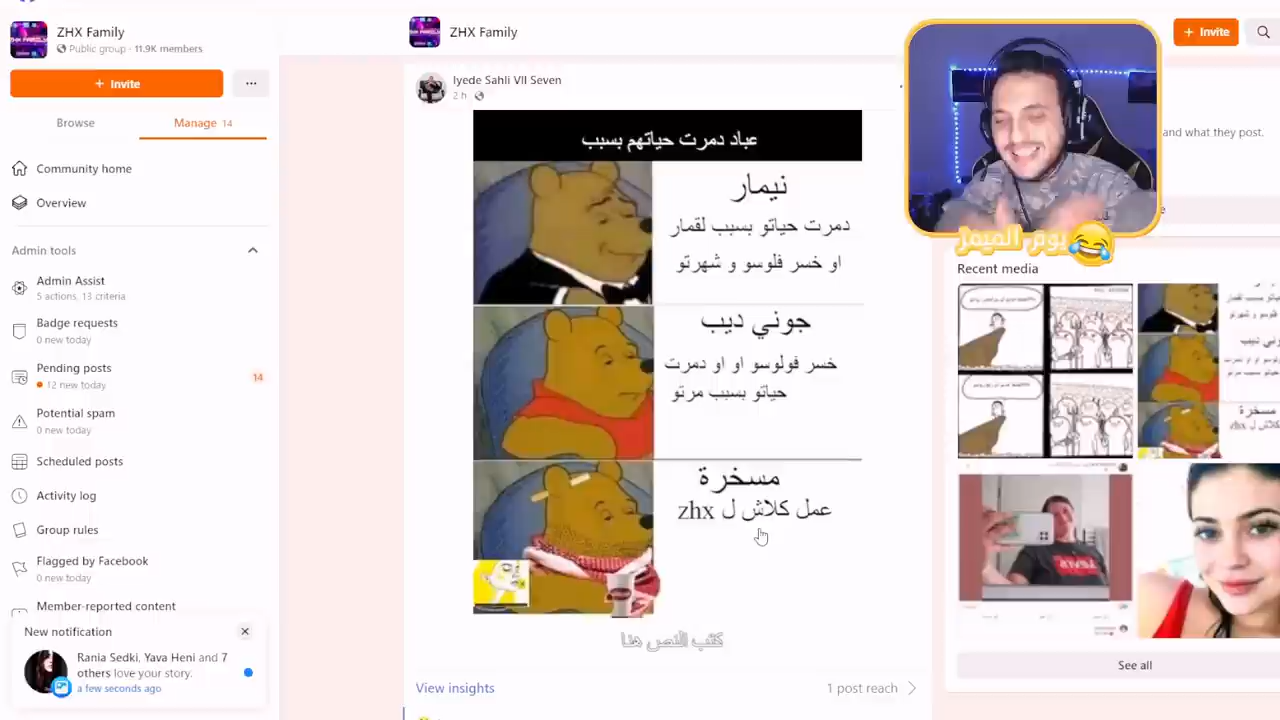 ZHX Family
Public group · 11.9K members
+ Invite
Browse
Manage 14
Community home
Overview
Admin tools
Admin Assist
5 actions, 13 criteria
Badge requests
0 new today
Pending posts
12 new today
14
Potential spam
0 new today
Scheduled posts
Activity log
Group rules
Flagged by Facebook
0 new today
Member-reported content
New notification
Rania Sedki, Yava Heni and 7
others love your story.
a few seconds ago
ZHX Family
Iyede Sahli VII Seven
2 h
عباد دمرت حياتهم بسبب
نيمار
دمرت حياتو بسبب لقمار
او خسر فلوسو و شهرتو
جوني ديب
خسر فولوسو او او دمرت
حياتو بسبب مرتو
مسخرة
عمل كلاش ل zhx
كتب النص هنا
View insights
1 post reach
+ Invite
and what they post.
يوم الميمز
Recent media
See all